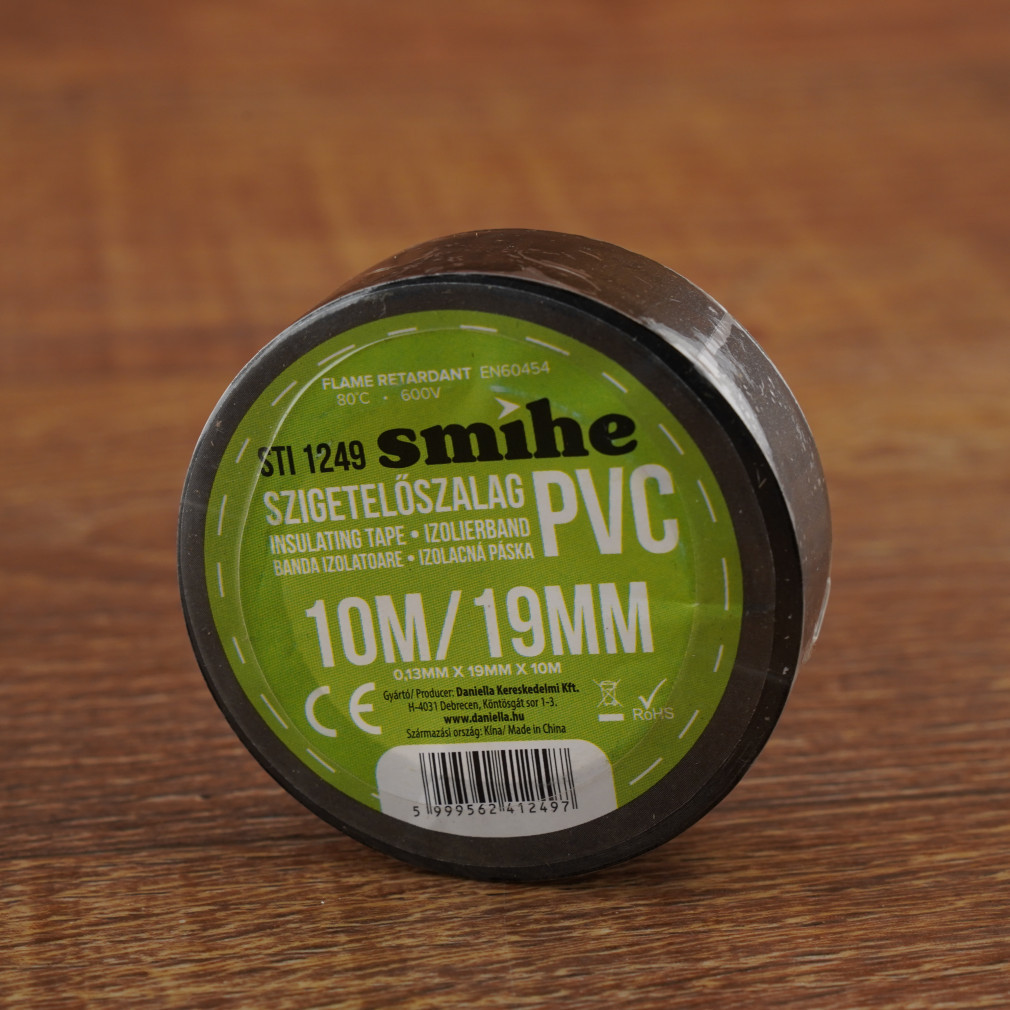 FLAME RETARDANT EN60454
80°C • 600V
STI 1249 smihe
SZIGETELŐSZALAG PVC
INSULATING TAPE • IZOLIERBAND
BANDA IZOLATOARE • IZOLACNÁ PÁSKA
10M/19MM
0,13MM X 19MM X 10M
CE
Gyártó/ Producer: Daniella Kereskedelmi Kft.
H-4031 Debrecen, Köntösgát sor 1-3.
www.daniella.hu
Származási ország: Kína/ Made in China
RoHS
5 999562 412497